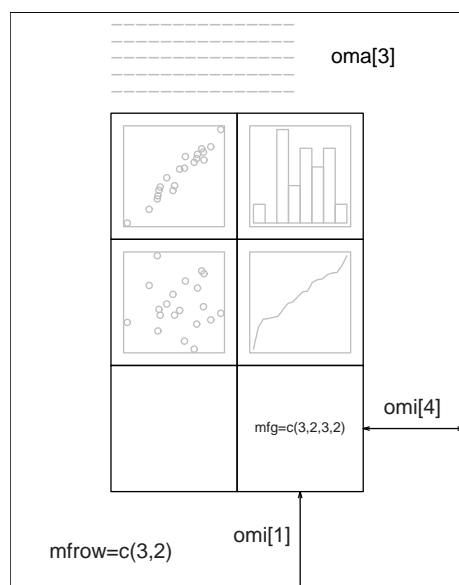 oma[3]
mfg=c(3,2,3,2)
omi[4]
omi[1]
mfrow=c(3,2)